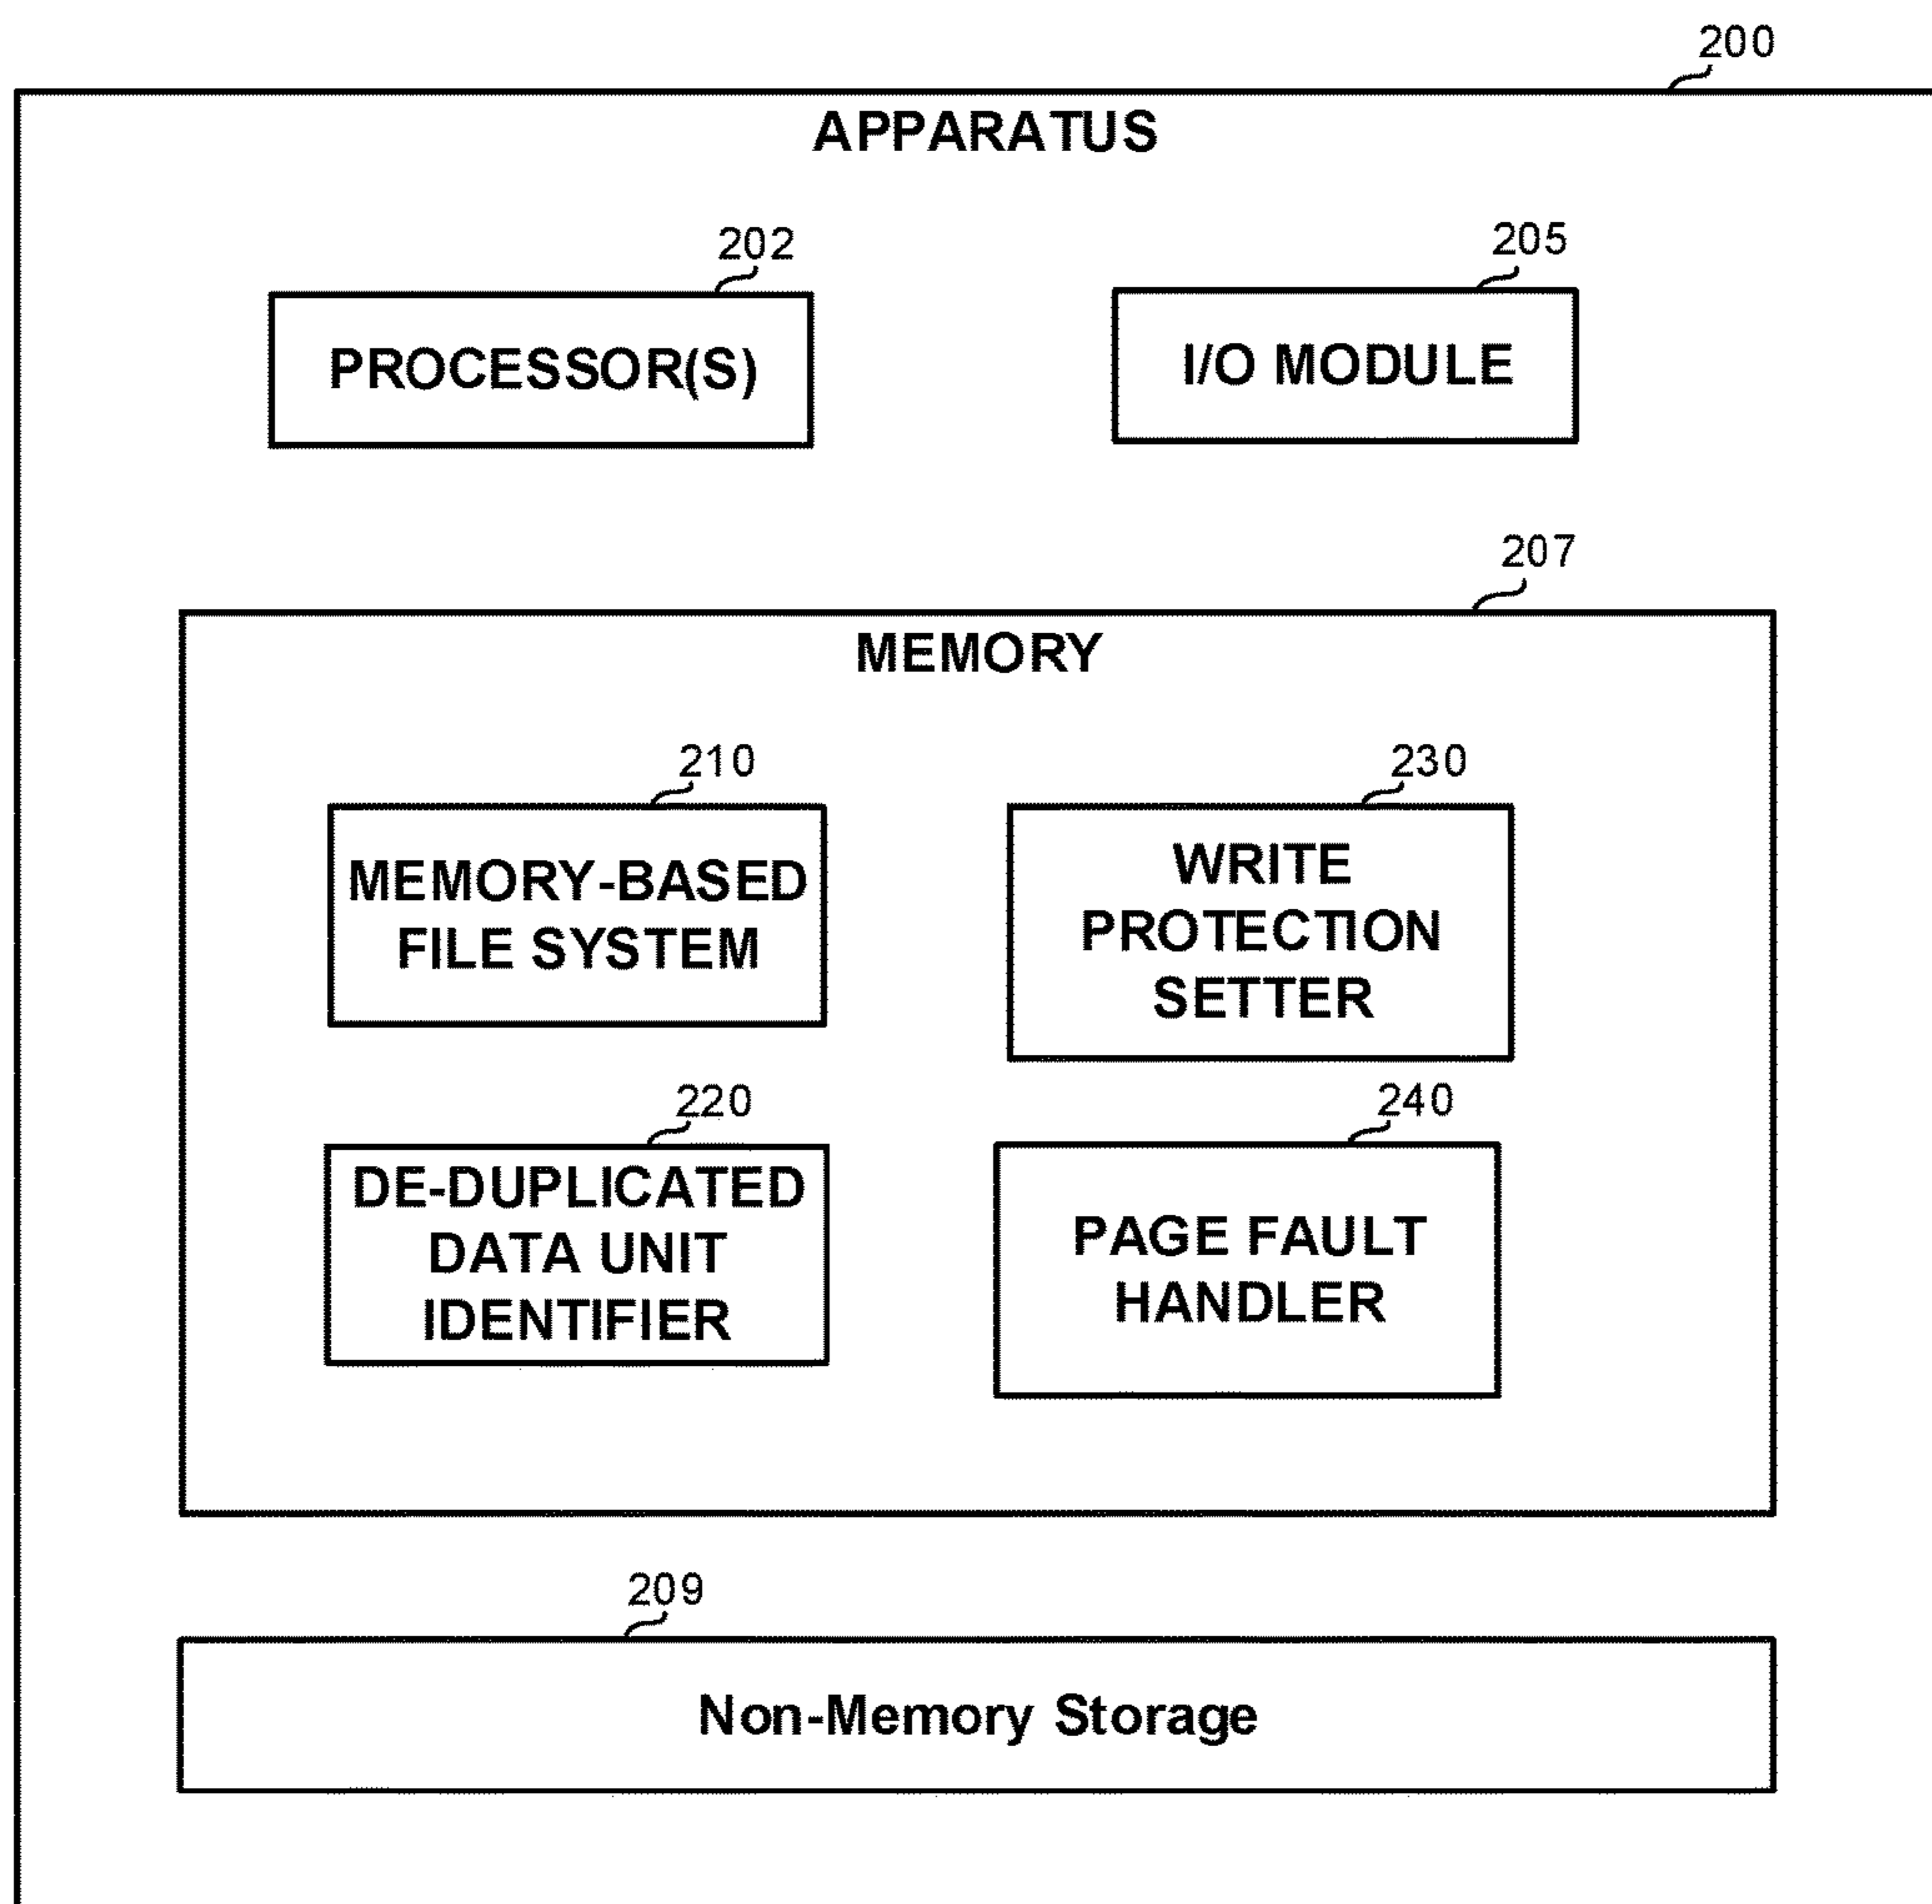 200
APPARATUS
202
205
PROCESSOR(S)
I/O MODULE
207
MEMORY
210
230
MEMORY-BASED
FILE SYSTEM
WRITE
PROTECTION
SETTER
220
240
DE-DUPLICATED
DATA UNIT
IDENTIFIER
PAGE FAULT
HANDLER
209
Non-Memory Storage